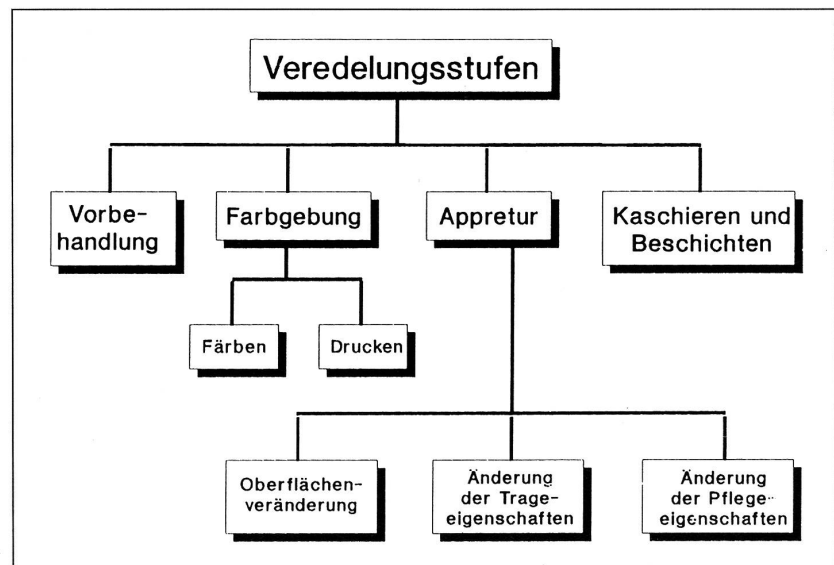 Veredelungsstufen
Vorbe-
handlung
Farbgebung
Appretur
Kaschieren und
Beschichten
Färben
Drucken
Oberflächen-
veränderung
Änderung
der Trage-
eigenschaften
Änderung
der Pflege-
eigenschaften